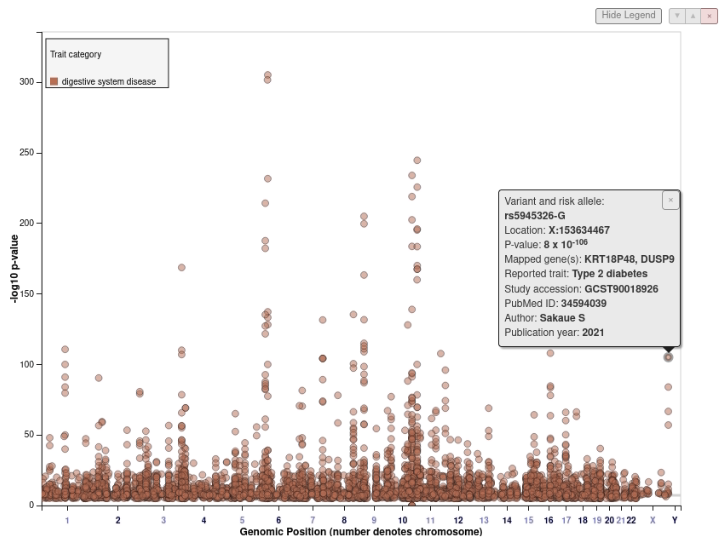 Hide Legend
Trait category
digestive system disease
300
250
200
150
100
50
0
-log10 p-value
Variant and risk allele:
rs5945326-G
Location: X:153634467
P-value: 8 x 10-106
Mapped gene(s): KRT18P48, DUSP9
Reported trait: Type 2 diabetes
Study accession: GCST90018926
PubMed ID: 34594039
Author: Sakaue S
Publication year: 2021
1 2 3 4 5 6 7 8 9 10 11 12 13 14 15 16 17 18 19 20 21 22 X Y
Genomic Position (number denotes chromosome)